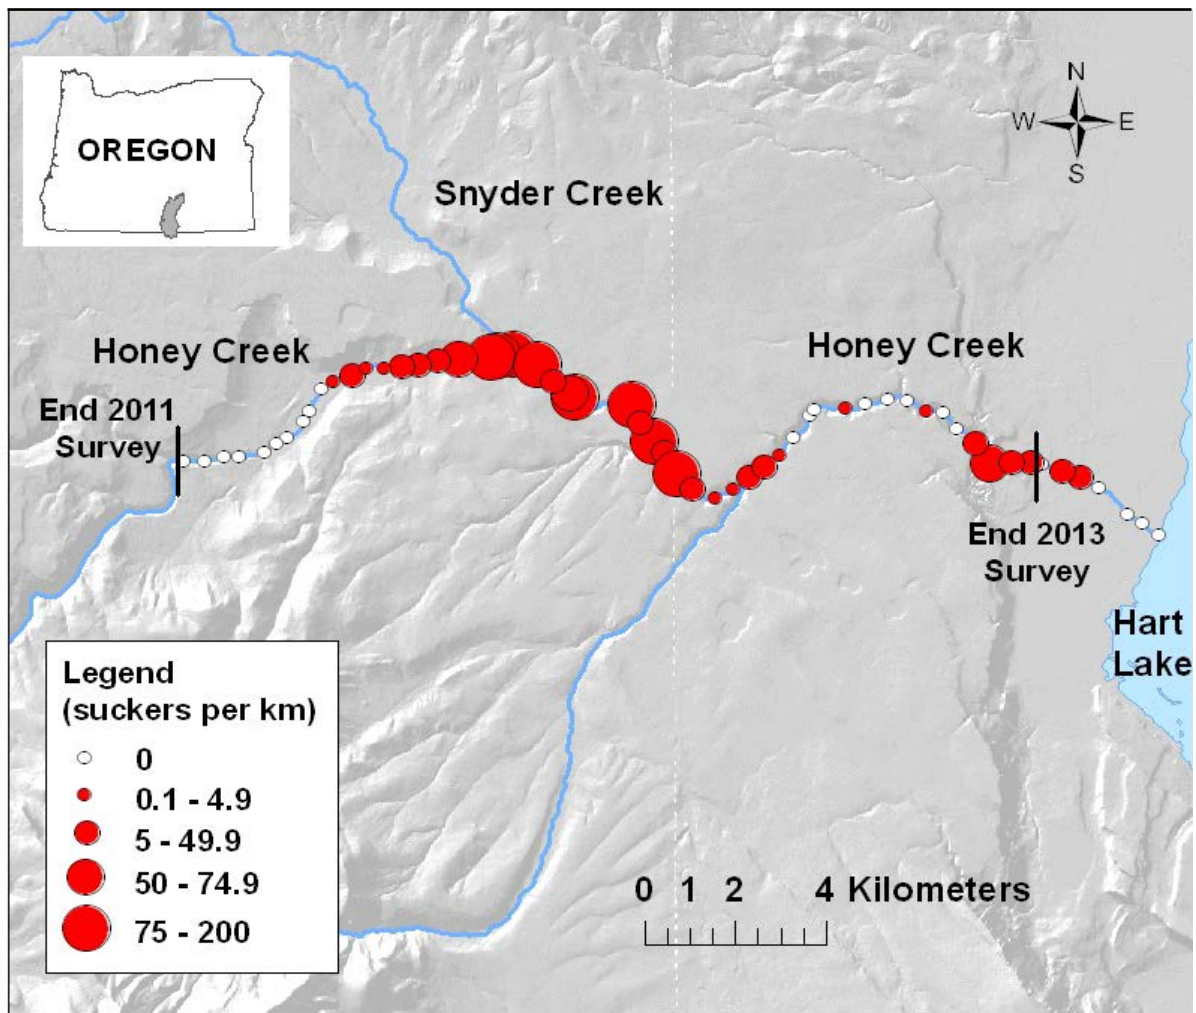 N
W E
S
OREGON
Snyder Creek
Honey Creek
Honey Creek
End 2011
Survey
End 2013
Survey
Hart
Lake
Legend
(suckers per km)
0
0.1 - 4.9
5 - 49.9
50 - 74.9
75 - 200
0 1 2 4 Kilometers